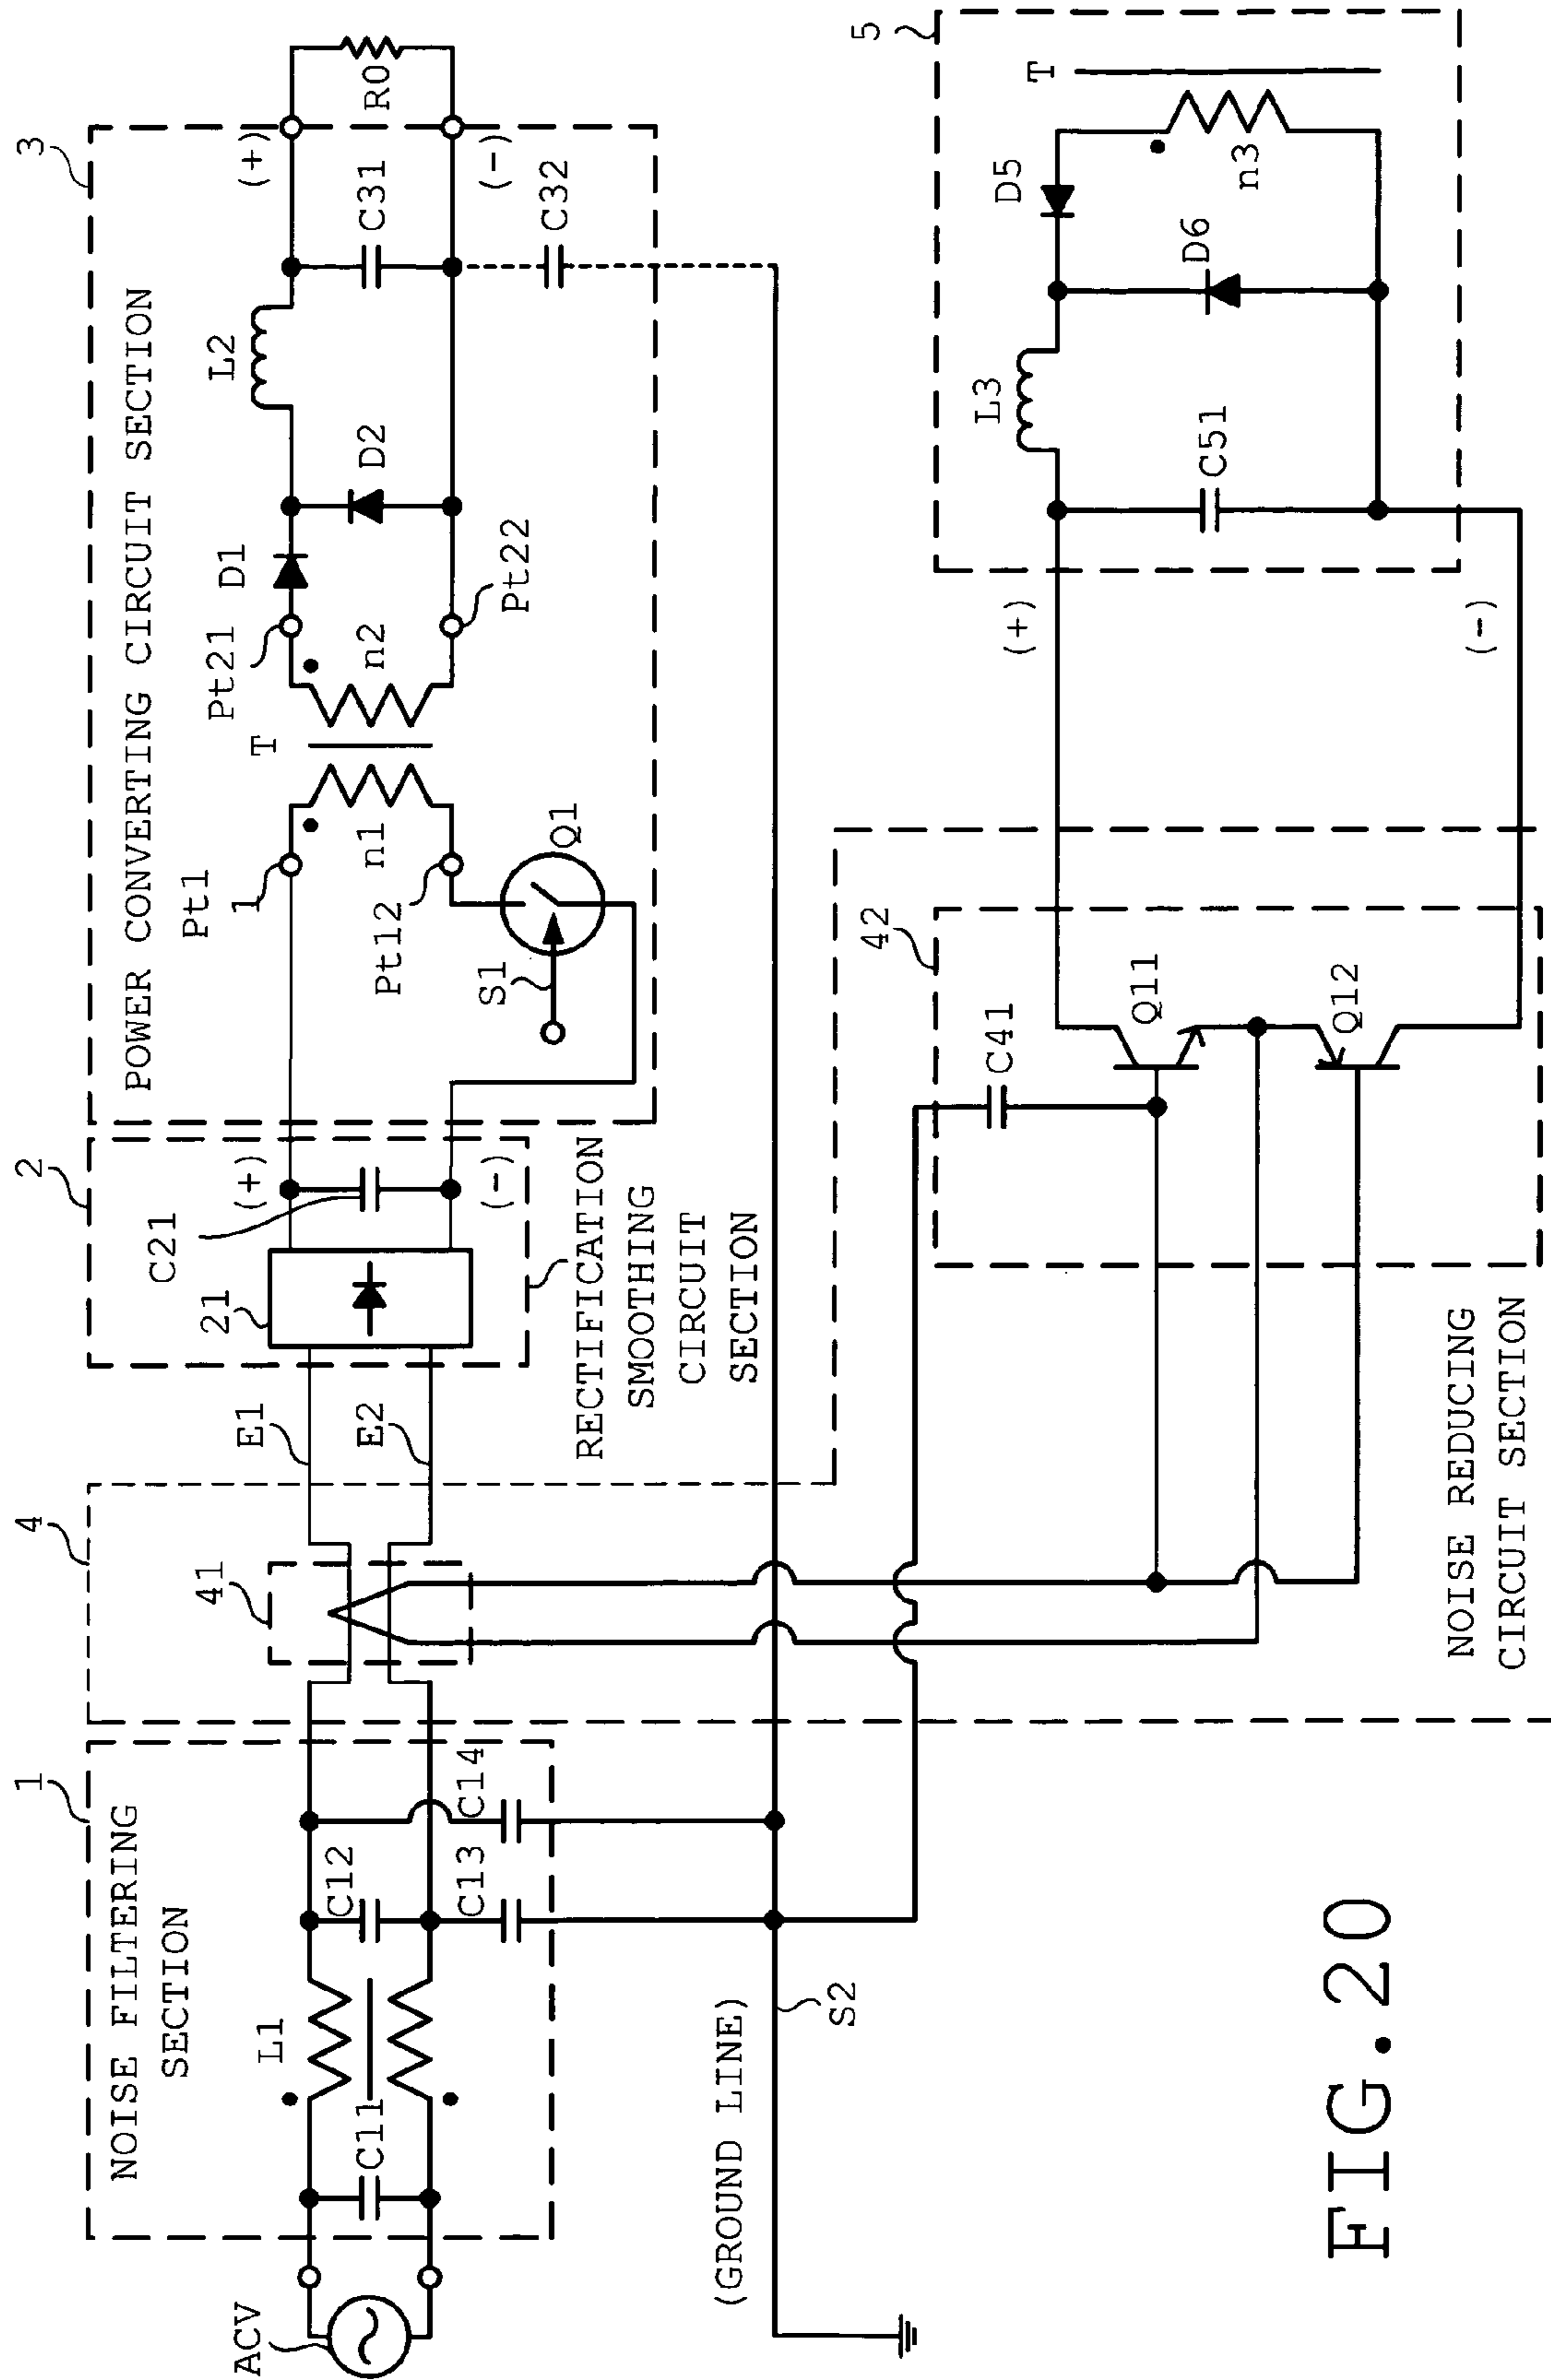 1
NOISE FILTERING
SECTION
ACV
C11
L1
C12
C13
C14
(GROUND LINE)
S2
4
41
E1
E2
2
21
C21
(+)
(-)
RECTIFICATION
SMOOTHING
CIRCUIT
SECTION
3
POWER CONVERTING CIRCUIT SECTION
Pt1
1
Pt12
n1
T
n2
S1
Q1
Pt21
Pt22
D1
D2
L2
C31
C32
(+)
(-)
R0
42
C41
Q11
Q12
NOISE REDUCING
CIRCUIT SECTION
(+)
(-)
5
L3
C51
D5
D6
n3
T
FIG.20